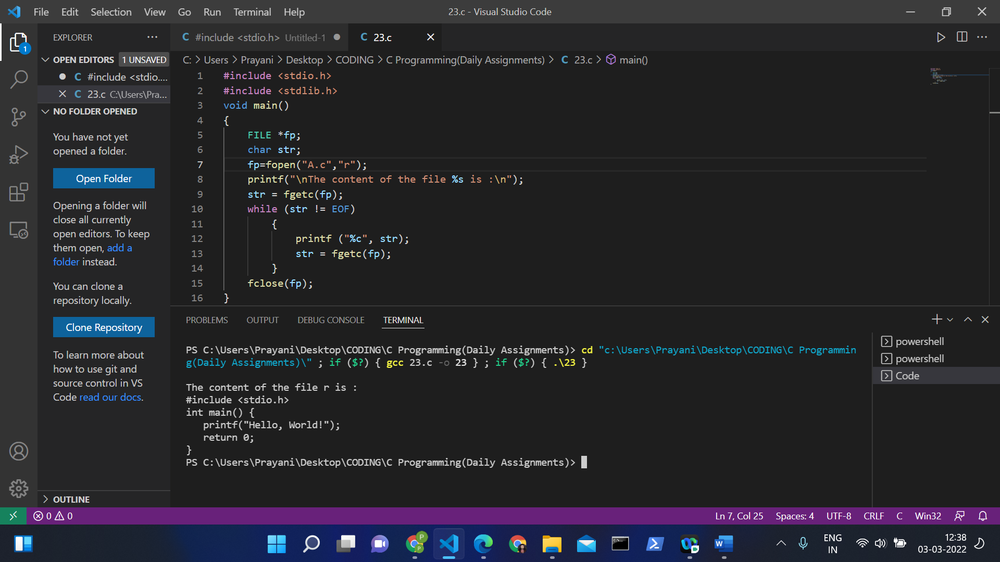 File Edit Selection View Go Run Terminal Help
23.c - Visual Studio Code
EXPLORER
1
OPEN EDITORS 1 UNSAVED
C #include <stdio....
C 23.c C:\Users\Pra...
NO FOLDER OPENED
You have not yet
opened a folder.
Open Folder
Opening a folder will
close all currently
open editors. To keep
them open, add a
folder instead.
You can clone a
repository locally.
Clone Repository
To learn more about
how to use git and
source control in VS
Code read our docs.
OUTLINE
C #include <stdio.h> Untitled-1
C 23.c
C: > Users > Prayani > Desktop > CODING > C Programming(Daily Assignments) > C 23.c > main()
1 #include <stdio.h>
2 #include <stdlib.h>
3 void main()
4 {
5 FILE *fp;
6 char str;
7 fp=fopen("A.c","r");
8 printf("\nThe content of the file %s is :\n");
9 str = fgetc(fp);
10 while (str != EOF)
11 {
12 printf ("%c", str);
13 str = fgetc(fp);
14 }
15 fclose(fp);
16 }
PROBLEMS OUTPUT DEBUG CONSOLE TERMINAL
PS C:\Users\Prayani\Desktop\CODING\C Programming(Daily Assignments)> cd "c:\Users\Prayani\Desktop\CODING\C Programmin
g(Daily Assignments)\" ; if ($?) { gcc 23.c -o 23 } ; if ($?) { .\23 }
The content of the file r is :
#include <stdio.h>
int main() {
printf("Hello, World!");
return 0;
}
PS C:\Users\Prayani\Desktop\CODING\C Programming(Daily Assignments)>
powershell
powershell
Code
0 0
Ln 7, Col 25 Spaces: 4 UTF-8 CRLF C Win32
ENG
IN
12:38
03-03-2022